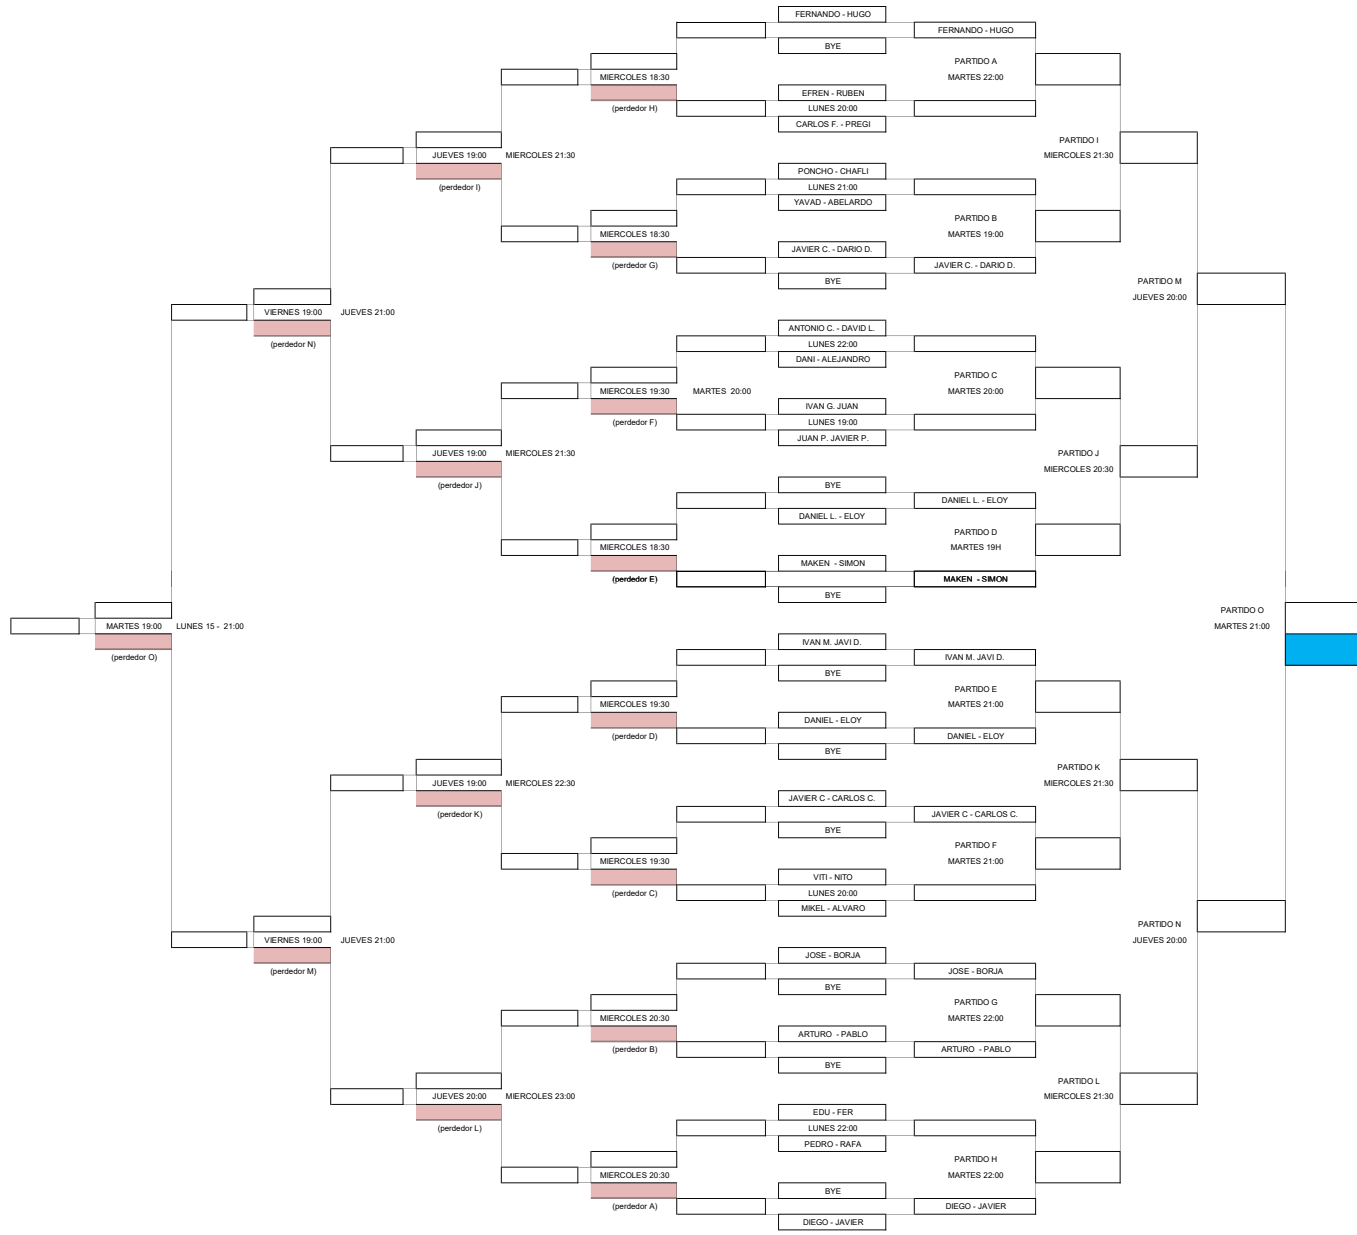 FERNANDO - HUGO
FERNANDO - HUGO
BYE
PARTIDO A
MIERCOLES 18:30
MARTES 22:00
EFREN - RUBEN
(perdedor H)
LUNES 20:00
CARLOS F. - PREGI
PARTIDO I
JUEVES 19:00
MIERCOLES 21:30
MIERCOLES 21:30
PONCHO - CHAFLI
(perdedor I)
LUNES 21:00
YAVAD - ABELARDO
PARTIDO B
MIERCOLES 18:30
MARTES 19:00
JAVIER C. - DARIO D.
(perdedor G)
JAVIER C. - DARIO D.
BYE
PARTIDO M
JUEVES 20:00
VIERNES 19:00
JUEVES 21:00
ANTONIO C. - DAVID L.
(perdedor N)
LUNES 22:00
DANI - ALEJANDRO
PARTIDO C
MIERCOLES 19:30
MARTES 20:00
MARTES 20:00
IVAN G. JUAN
(perdedor F)
LUNES 19:00
JUAN P. JAVIER P.
PARTIDO J
JUEVES 19:00
MIERCOLES 21:30
MIERCOLES 20:30
(perdedor J)
BYE
DANIEL L. - ELOY
DANIEL L. - ELOY
PARTIDO D
MIERCOLES 18:30
MARTES 19H
MAKEN - SIMON
(perdedor E)
MAKEN - SIMON
BYE
PARTIDO O
MARTES 19:00
LUNES 15 - 21:00
MARTES 21:00
IVAN M. JAVI D.
(perdedor O)
IVAN M. JAVI D.
BYE
PARTIDO E
MIERCOLES 19:30
MARTES 21:00
DANIEL - ELOY
(perdedor D)
DANIEL - ELOY
BYE
PARTIDO K
JUEVES 19:00
MIERCOLES 22:30
MIERCOLES 21:30
JAVIER C - CARLOS C.
(perdedor K)
JAVIER C - CARLOS C.
BYE
PARTIDO F
MIERCOLES 19:30
MARTES 21:00
VITI - NITO
(perdedor C)
LUNES 20:00
MIKEL - ALVARO
PARTIDO N
VIERNES 19:00
JUEVES 21:00
JUEVES 20:00
JOSE - BORJA
(perdedor M)
JOSE - BORJA
BYE
PARTIDO G
MIERCOLES 20:30
MARTES 22:00
ARTURO - PABLO
(perdedor B)
ARTURO - PABLO
BYE
PARTIDO L
JUEVES 20:00
MIERCOLES 23:00
MIERCOLES 21:30
EDU - FER
(perdedor L)
LUNES 22:00
PEDRO - RAFA
PARTIDO H
MIERCOLES 20:30
MARTES 22:00
BYE
(perdedor A)
DIEGO - JAVIER
DIEGO - JAVIER